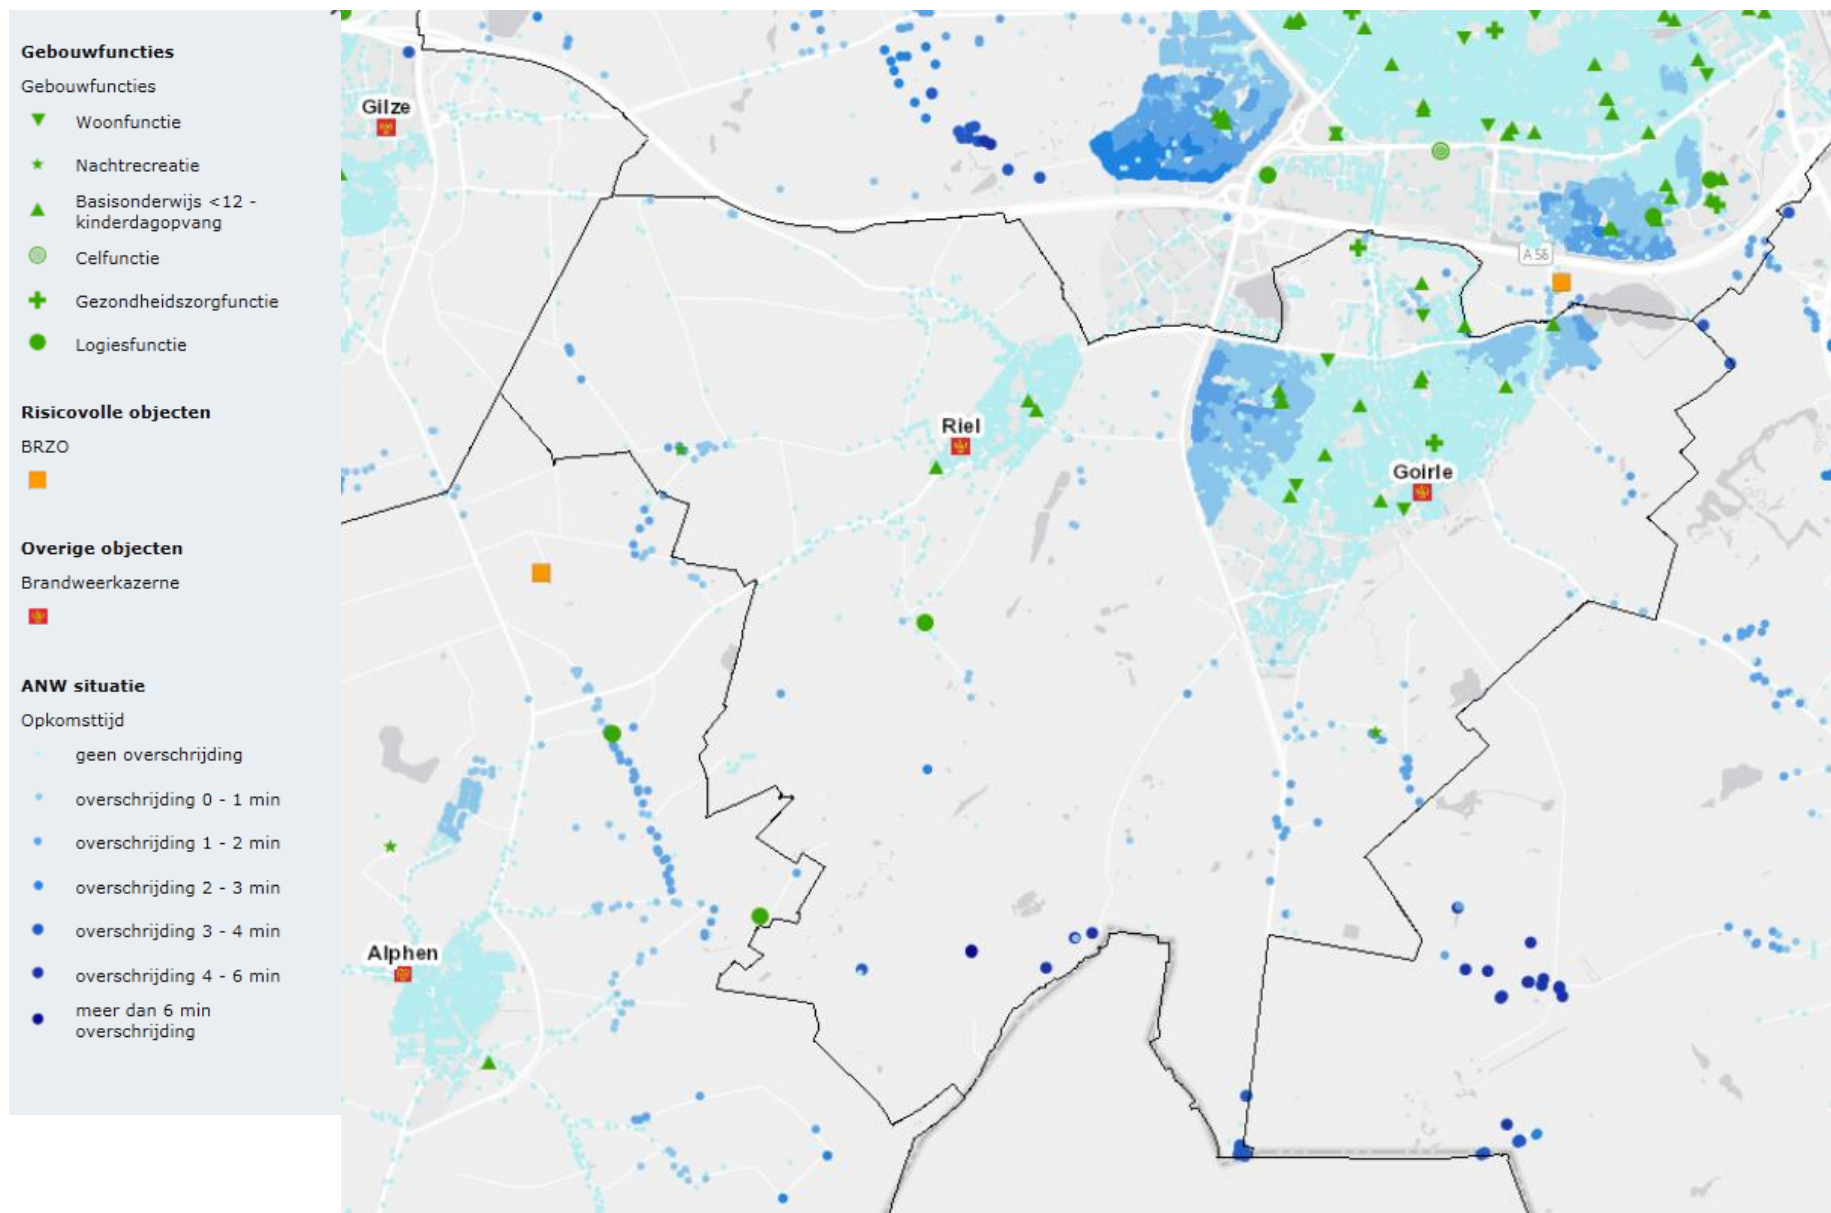 Gebouwfuncties
Gebouwfuncties
Woonfunctie
Nachtrecreatie
Basisonderwijs <12 -
kinderdagopvang
Celfunctie
Gezondheidszorgfunctie
Logiesfunctie
Risicovolle objecten
BRZO
Overige objecten
Brandweerkazerne
ANW situatie
Opkomsttijd
geen overschrijding
overschrijding 0 - 1 min
overschrijding 1 - 2 min
overschrijding 2 - 3 min
overschrijding 3 - 4 min
overschrijding 4 - 6 min
meer dan 6 min
overschrijding
Gilze
A 58
Riel
Goirle
Alphen